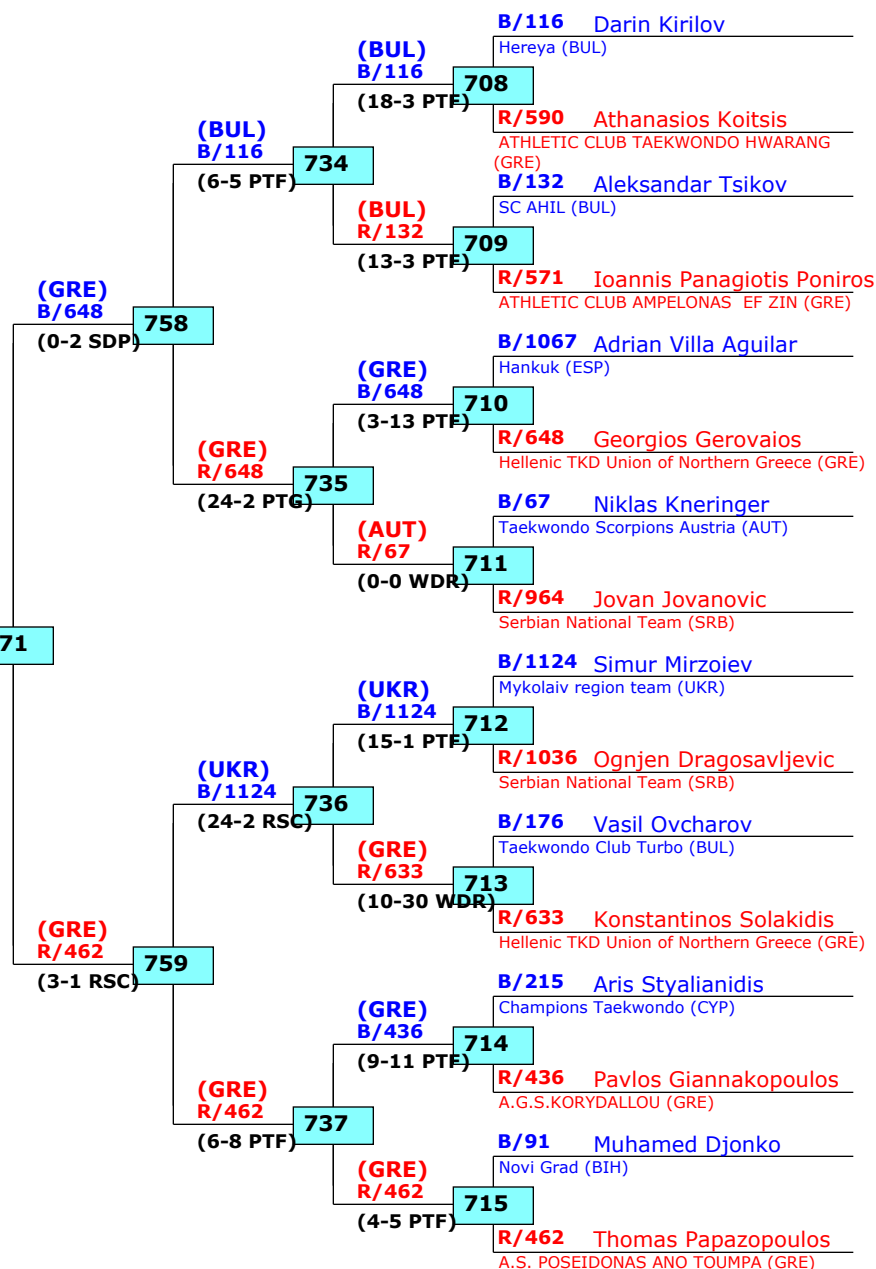 B/116 Darin Kirilov
Hereya (BUL)
(BUL)
B/116
708
(18-3 PTF)
R/590 Athanasios Koitsis
ATHLETIC CLUB TAEKWONDO HWARANG
(GRE)
(BUL)
B/116
734
(6-5 PTF)
B/132 Aleksandar Tsikov
SC AHIL (BUL)
(BUL)
R/132
709
(13-3 PTF)
R/571 Ioannis Panagiotis Poniros
ATHLETIC CLUB AMPELONAS EF ZIN (GRE)
(GRE)
B/648
758
(0-2 SDP)
B/1067 Adrian Villa Aguilar
Hankuk (ESP)
(GRE)
B/648
710
(3-13 PTF)
R/648 Georgios Gerovaios
Hellenic TKD Union of Northern Greece (GRE)
(GRE)
R/648
735
(24-2 PTG)
B/67 Niklas Kneringer
Taekwondo Scorpions Austria (AUT)
(AUT)
R/67
711
(0-0 WDR)
R/964 Jovan Jovanovic
Serbian National Team (SRB)
71
B/1124 Simur Mirzoiev
Mykolaiv region team (UKR)
(UKR)
B/1124
712
(15-1 PTF)
R/1036 Ognjen Dragosavljevic
Serbian National Team (SRB)
(UKR)
B/1124
736
(24-2 RSC)
B/176 Vasil Ovcharov
Taekwondo Club Turbo (BUL)
(GRE)
R/633
713
(10-30 WDR)
R/633 Konstantinos Solakidis
Hellenic TKD Union of Northern Greece (GRE)
(GRE)
R/462
759
(3-1 RSC)
B/215 Aris Styalianidis
Champions Taekwondo (CYP)
(GRE)
B/436
714
(9-11 PTF)
R/436 Pavlos Giannakopoulos
A.G.S.KORYDALLOU (GRE)
(GRE)
R/462
737
(6-8 PTF)
B/91 Muhamed Djonko
Novi Grad (BIH)
(GRE)
R/462
715
(4-5 PTF)
R/462 Thomas Papazopoulos
A.S. POSEIDONAS ANO TOUMPA (GRE)